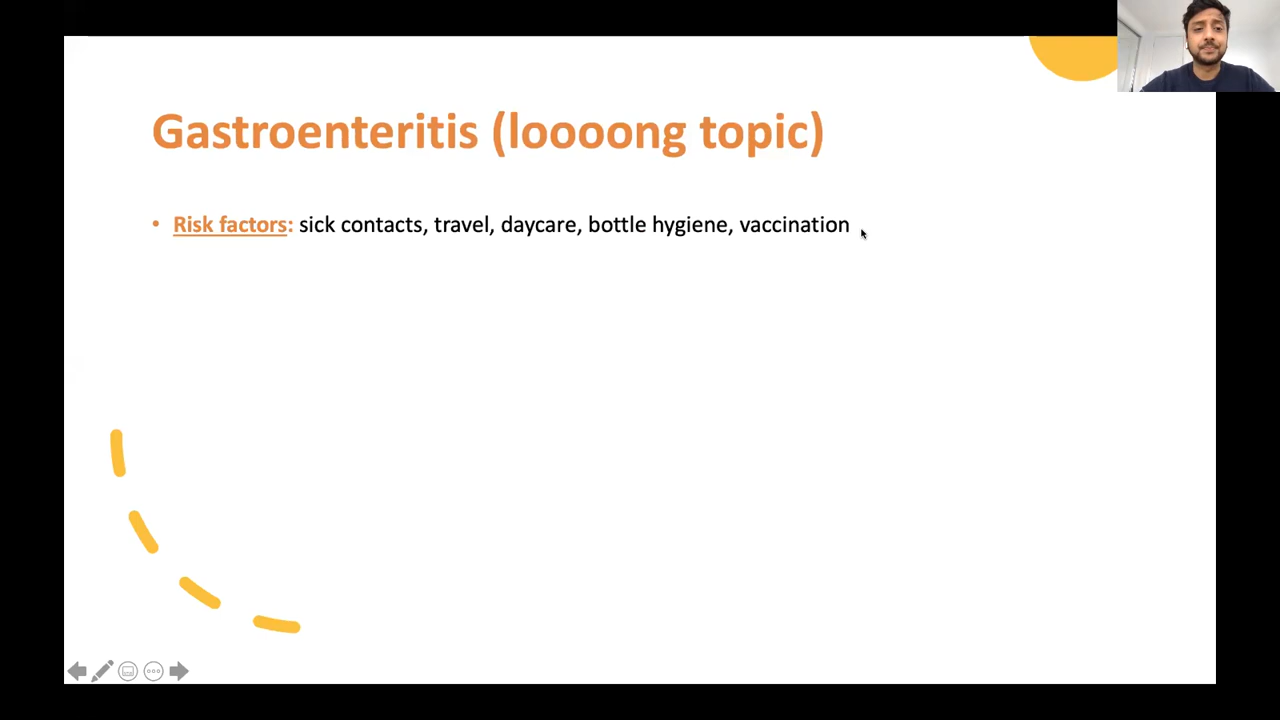 Gastroenteritis (loooong topic)
• Risk factors: sick contacts, travel, daycare, bottle hygiene, vaccination